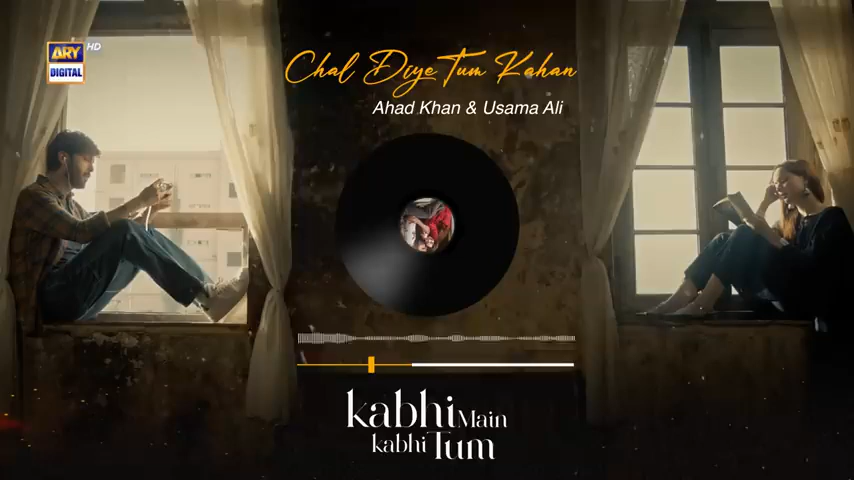 ARY HD
DIGITAL
Chal Diye Tum Kahan
Ahad Khan & Usama Ali
kabhi Main
kabhi Tum